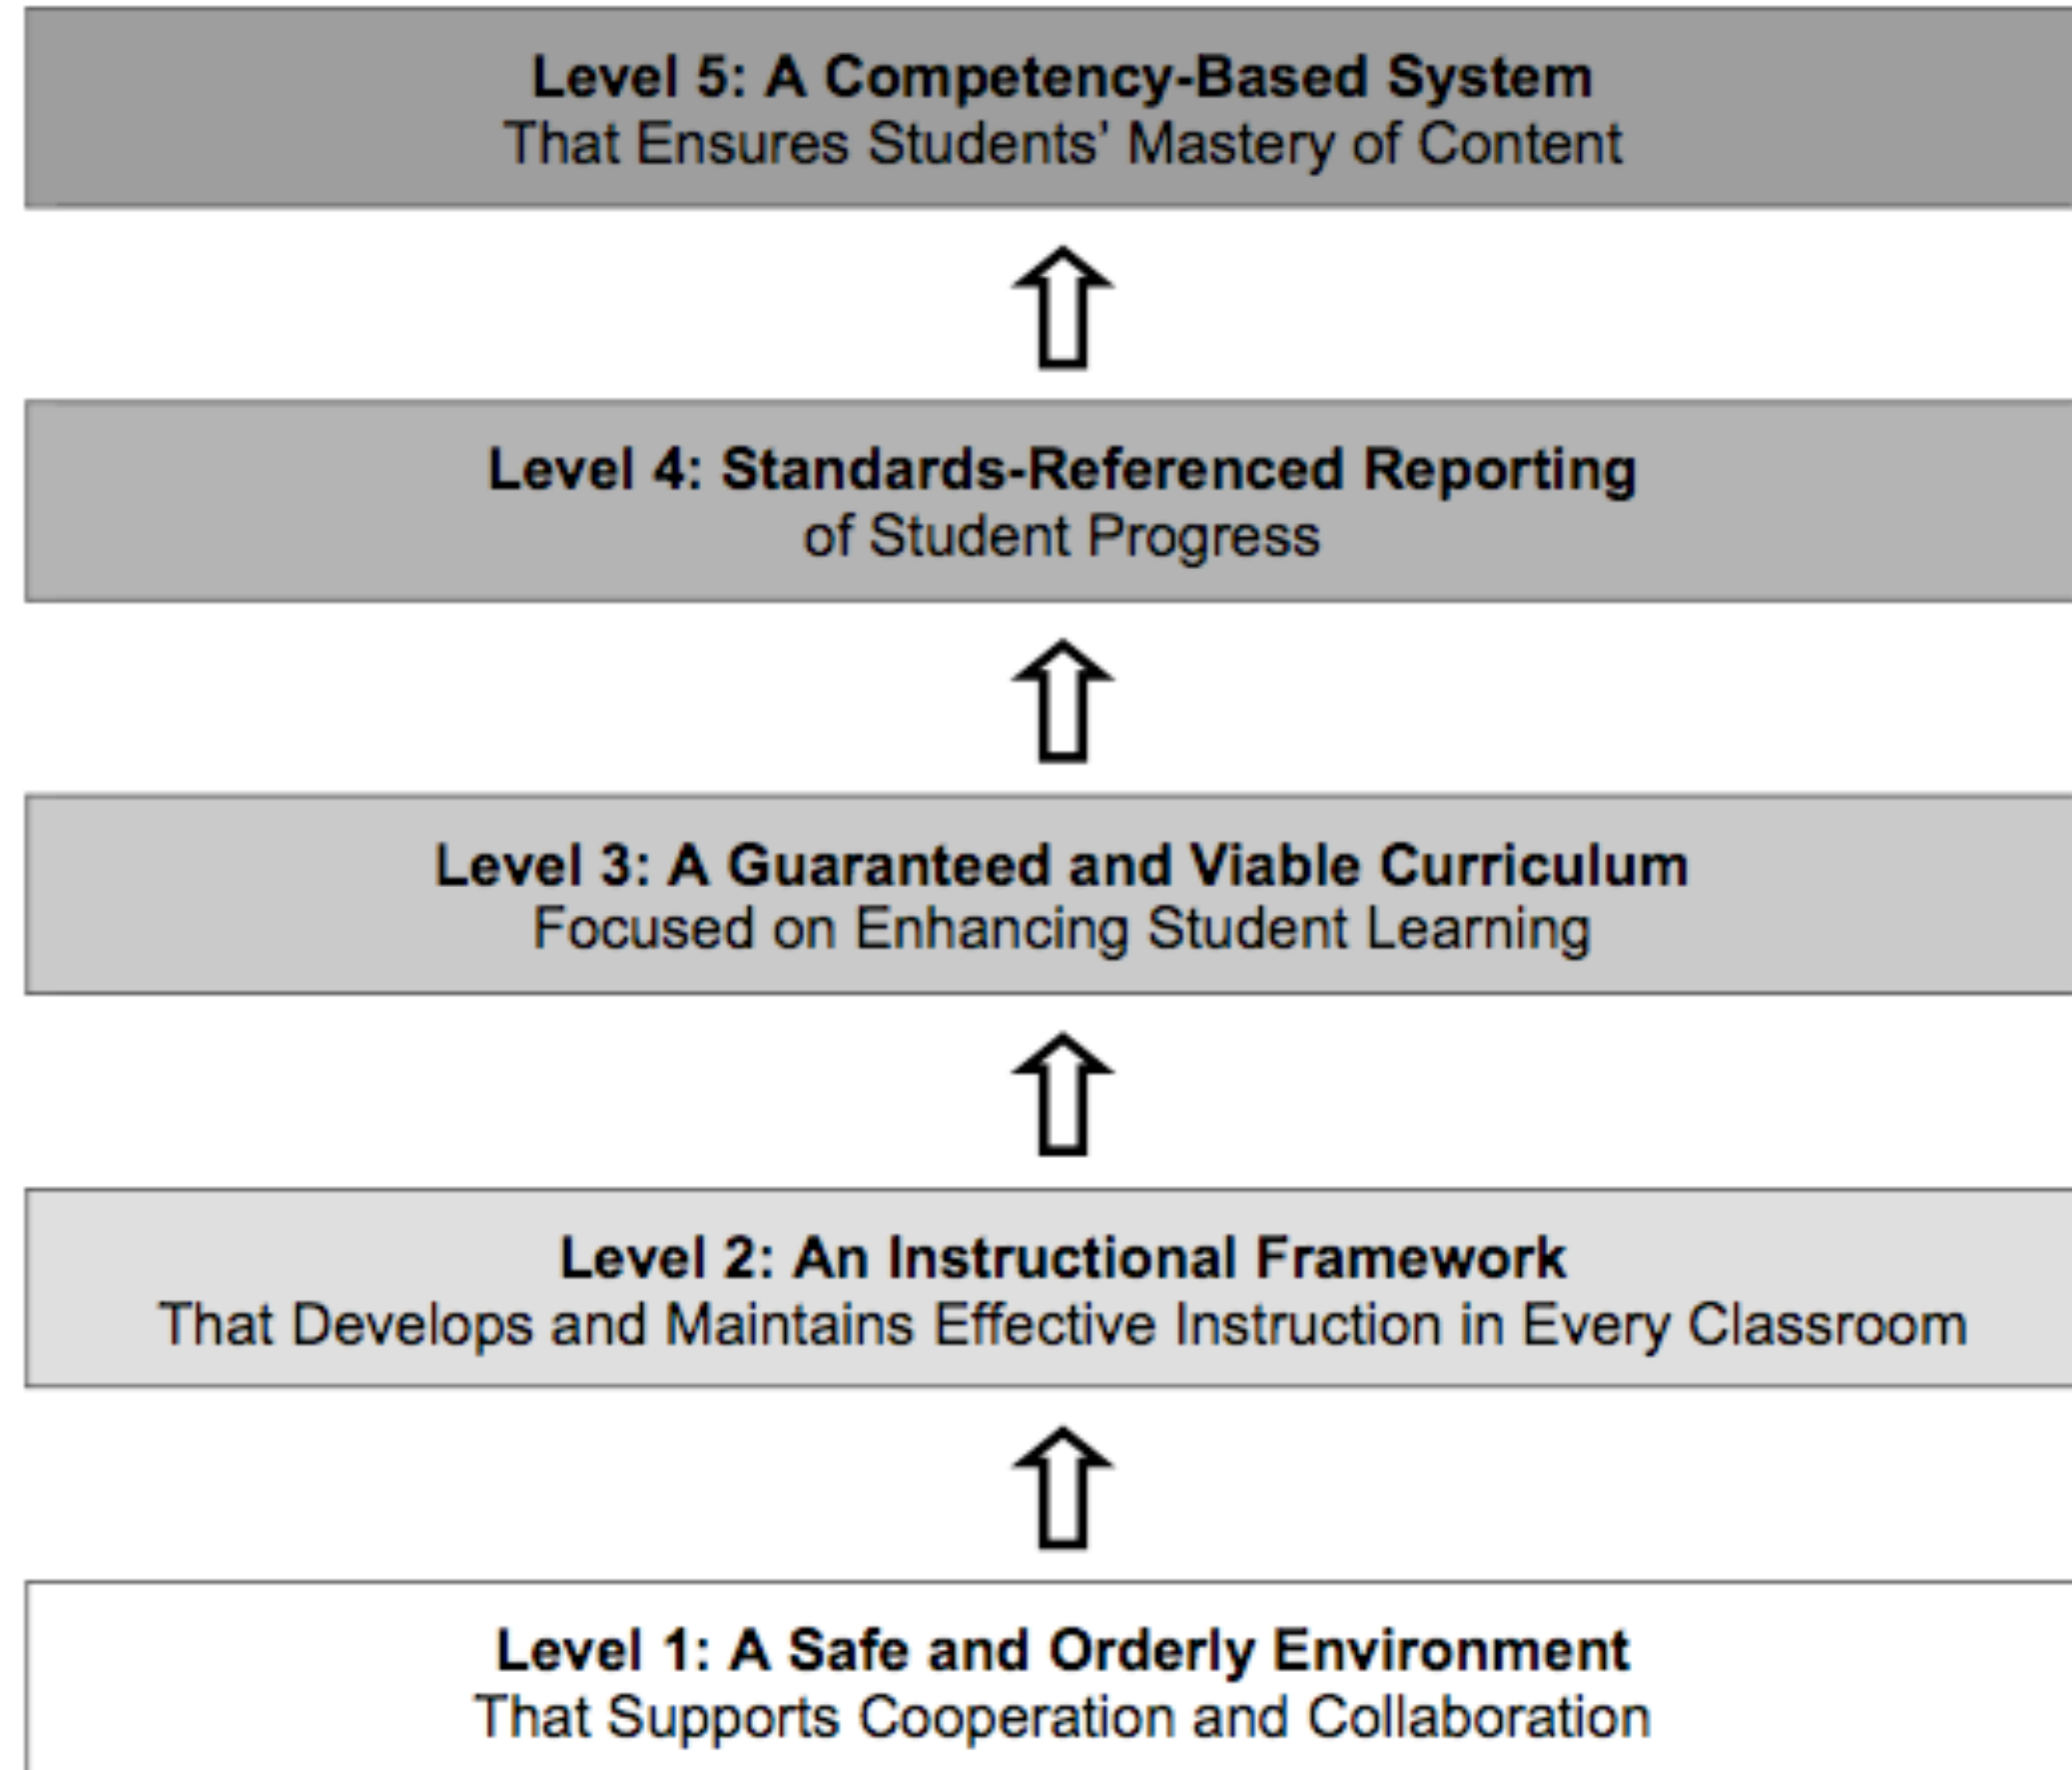 Level 5: A Competency-Based System
That Ensures Students' Mastery of Content
Level 4: Standards-Referenced Reporting
of Student Progress
Level 3: A Guaranteed and Viable Curriculum
Focused on Enhancing Student Learning
Level 2: An Instructional Framework
That Develops and Maintains Effective Instruction in Every Classroom
Level 1: A Safe and Orderly Environment
That Supports Cooperation and Collaboration